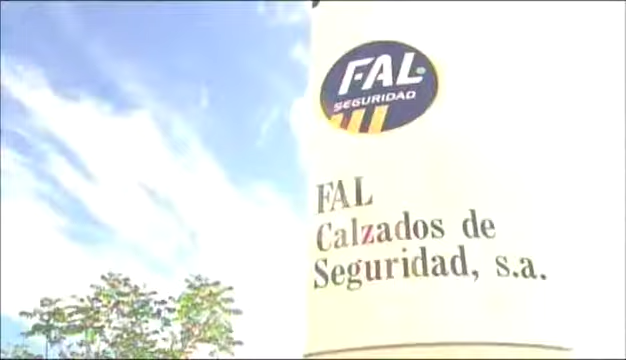 FAL
SEGURIDAD
FAL
Calzados de
Seguridad, s.a.